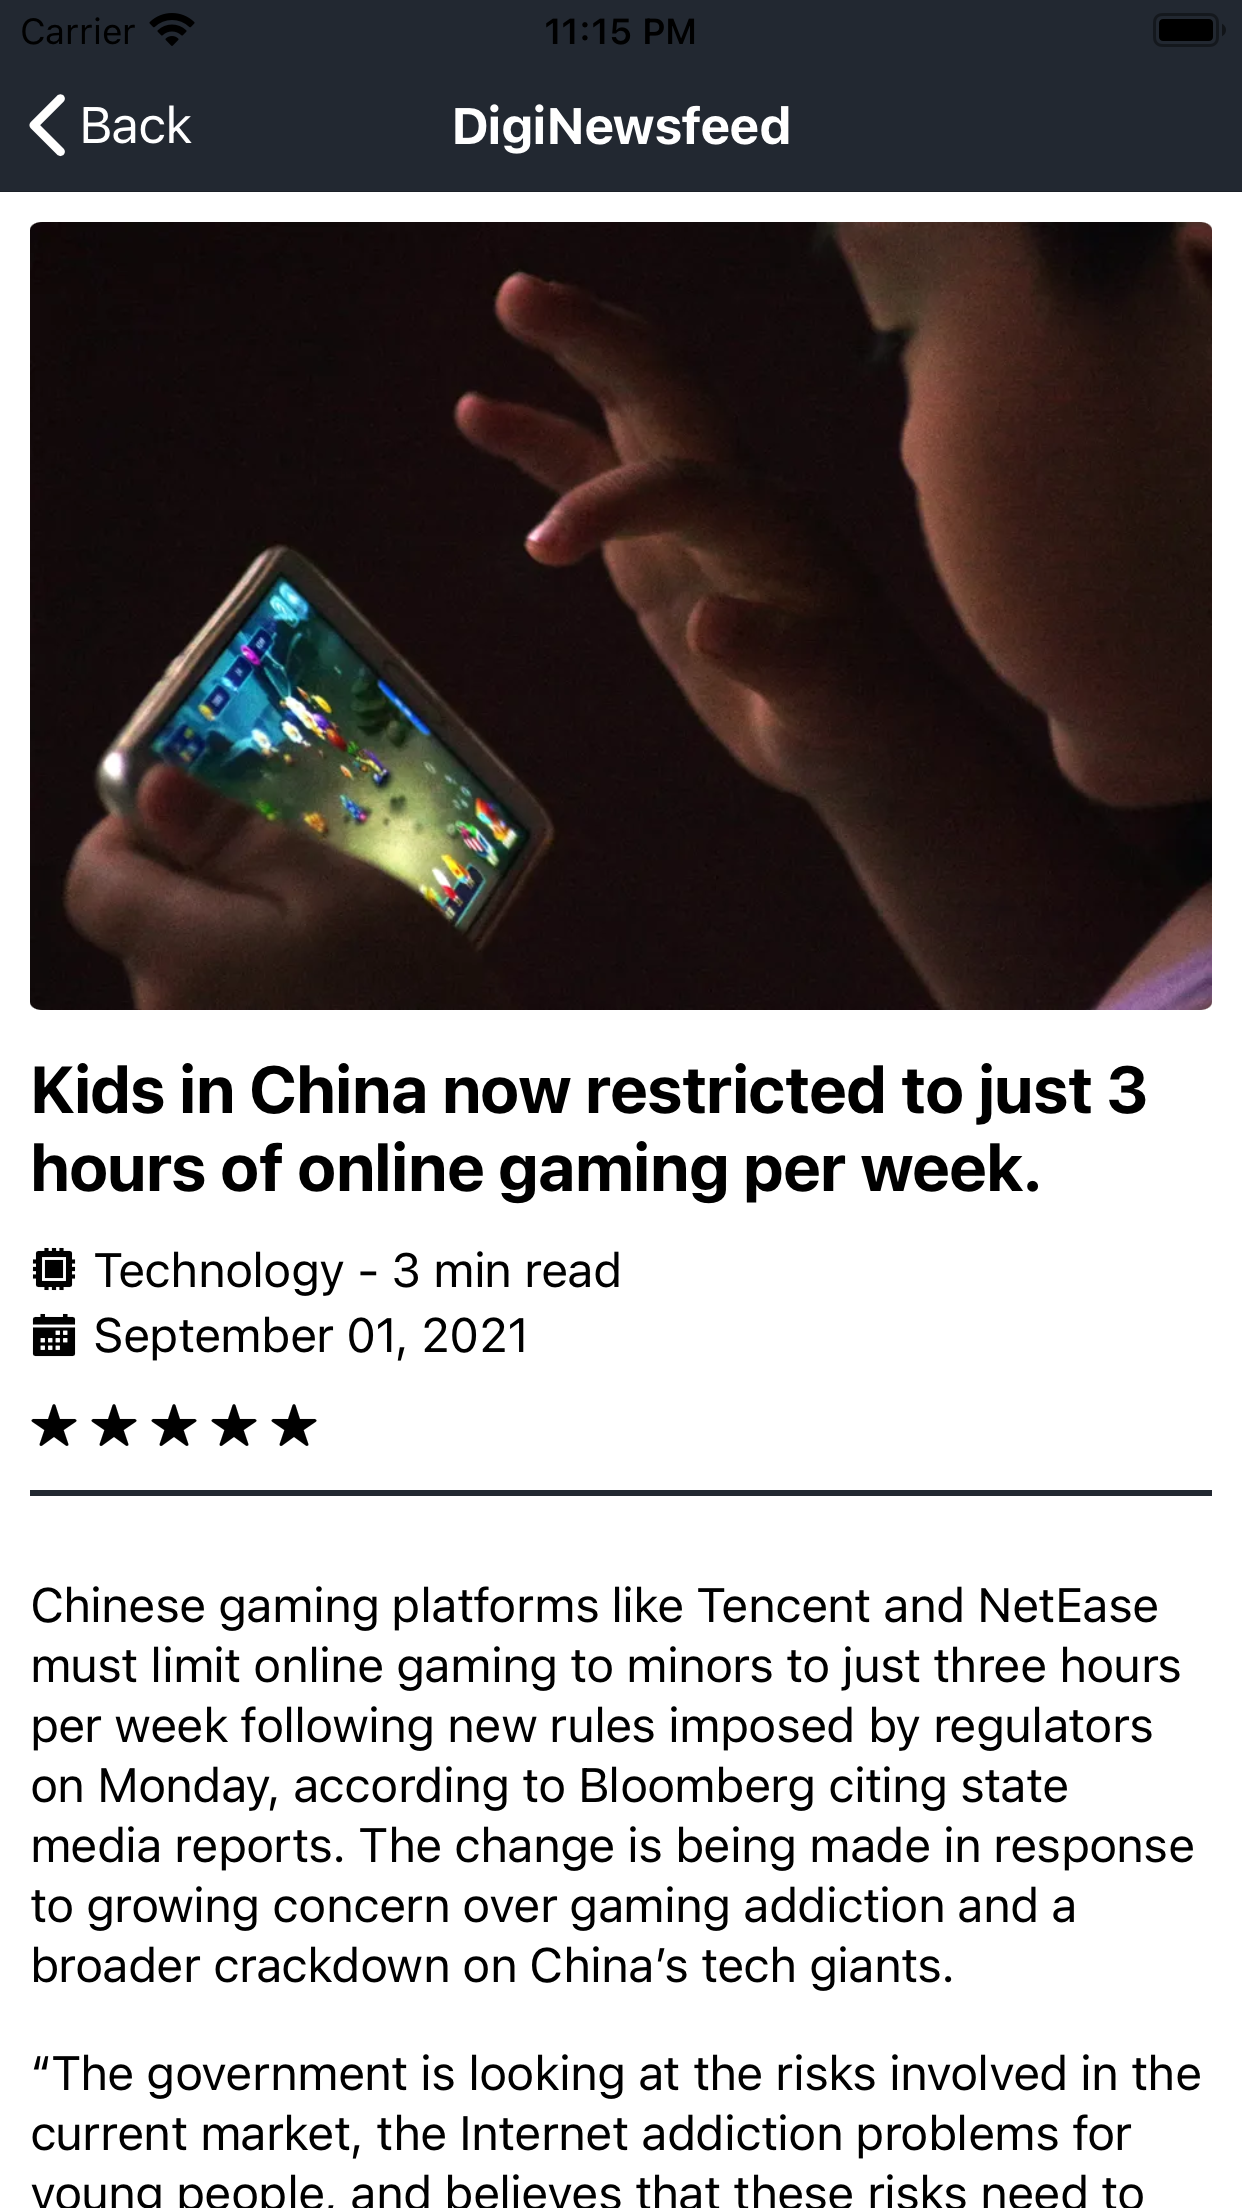 Carrier 11:15 PM
Back DigiNewsfeed
Kids in China now restricted to just 3
hours of online gaming per week.
Technology - 3 min read
September 01, 2021
Chinese gaming platforms like Tencent and NetEase
must limit online gaming to minors to just three hours
per week following new rules imposed by regulators
on Monday, according to Bloomberg citing state
media reports. The change is being made in response
to growing concern over gaming addiction and a
broader crackdown on China’s tech giants.
“The government is looking at the risks involved in the
current market, the Internet addiction problems for
young people, and believes that these risks need to